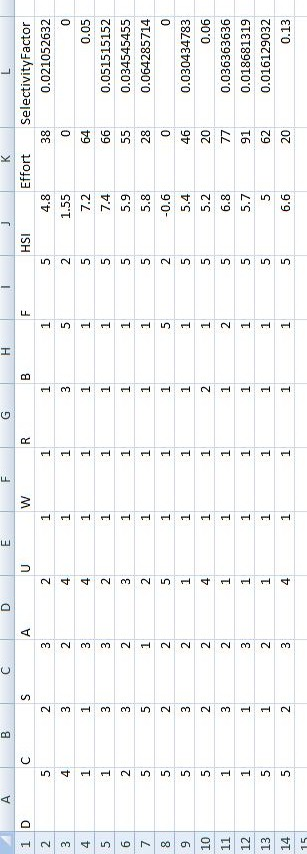 A B C D E F G H I J K L
1 D C S A U W R B F HSI Effort SelectivityFactor
2 5 2 3 2 1 1 1 1 5 4.8 38 0.021052632
3 4 3 2 4 1 1 3 5 2 1.55 0 0
4 1 1 3 4 1 1 1 1 5 7.2 64 0.05
5 1 3 3 2 1 1 1 1 5 7.4 66 0.051515152
6 2 3 2 3 1 1 1 1 5 5.9 55 0.034545455
7 5 5 1 2 1 1 1 1 5 5.8 28 0.064285714
8 5 2 2 5 1 1 1 5 2 -0.6 0 0
9 5 3 2 1 1 1 1 1 5 5.4 46 0.030434783
10 5 2 2 4 1 1 2 1 5 5.2 20 0.06
11 1 3 2 1 1 1 1 2 5 6.8 77 0.036363636
12 1 1 3 1 1 1 1 1 5 5.7 91 0.018681319
13 5 1 2 1 1 1 1 1 5 5 62 0.016129032
14 5 2 3 4 1 1 1 1 5 6.6 20 0.13
15